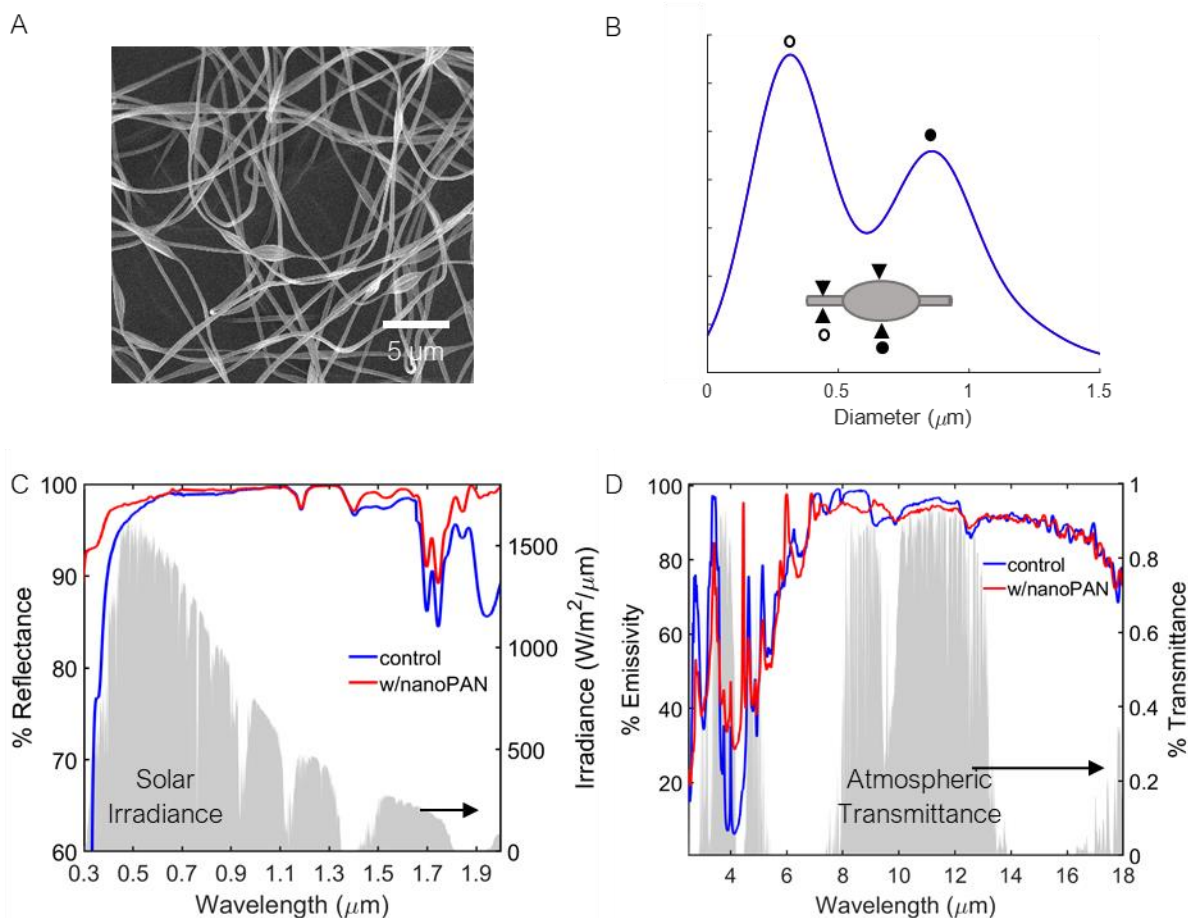 A
5 μm
B
0
0.5
1
1.5
Diameter (μm)
C
100
90
80
70
60
% Reflectance
control
w/nanoPAN
Solar
Irradiance
1500
1000
500
0
Irradiance (W/m²/μm)
0.3 0.5 0.7 0.9 1.1 1.3 1.5 1.7 1.9
Wavelength (μm)
D
100
80
60
40
20
% Emissivity
control
w/nanoPAN
Atmospheric
Transmittance
1
0.8
0.6
0.4
0.2
0
% Transmittance
4 6 8 10 12 14 16 18
Wavelength (μm)